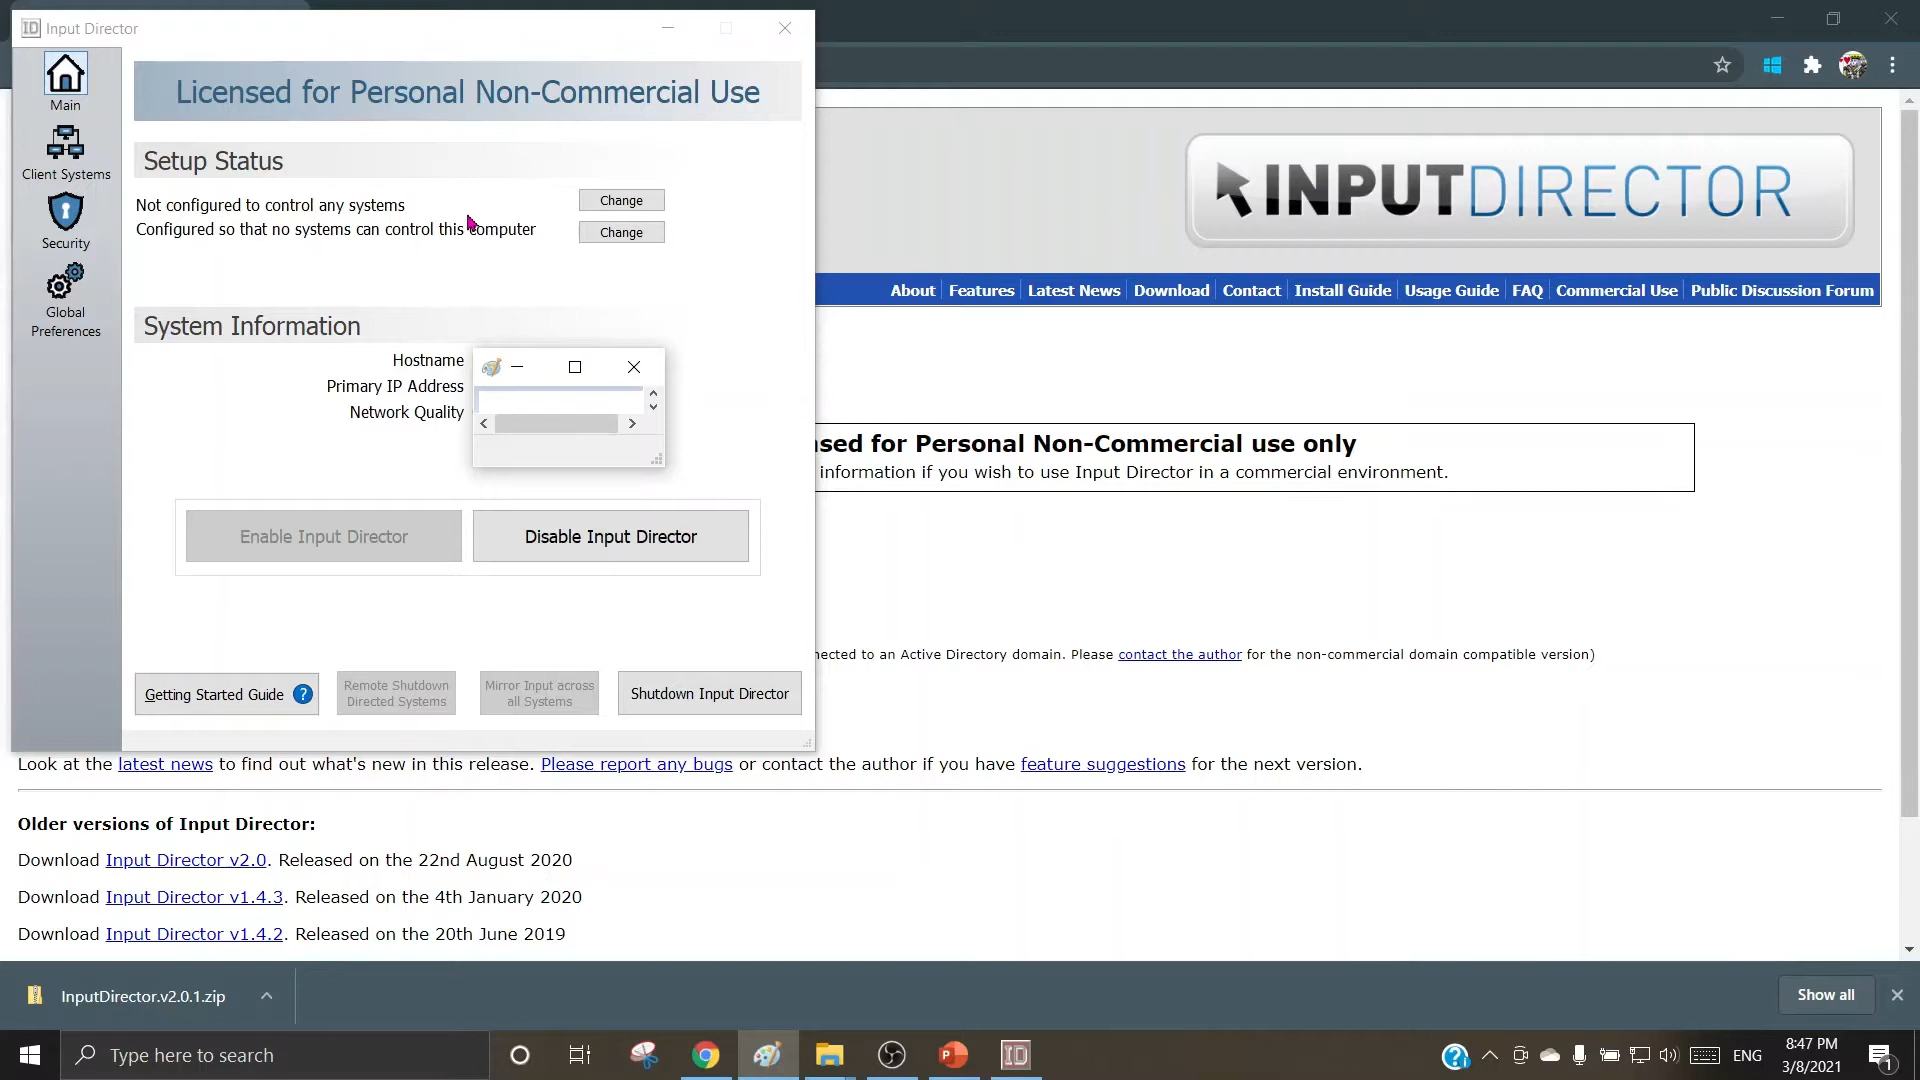 Input Director
Main
Client Systems
Security
Global
Preferences
Licensed for Personal Non-Commercial Use
Setup Status
Not configured to control any systems
Change
Configured so that no systems can control this computer
Change
System Information
Hostname
Primary IP Address
Network Quality
Enable Input Director
Disable Input Director
Getting Started Guide ?
Remote Shutdown
Directed Systems
Mirror Input across
all Systems
Shutdown Input Director
INPUTDIRECTOR
About Features Latest News Download Contact Install Guide Usage Guide FAQ Commercial Use Public Discussion Forum
for Personal Non-Commercial use only
information if you wish to use Input Director in a commercial environment.
to an Active Directory domain. Please contact the author for the non-commercial domain compatible version)
Look at the latest news to find out what's new in this release. Please report any bugs or contact the author if you have feature suggestions for the next version.
Older versions of Input Director:
Download Input Director v2.0. Released on the 22nd August 2020
Download Input Director v1.4.3. Released on the 4th January 2020
Download Input Director v1.4.2. Released on the 20th June 2019
InputDirector.v2.0.1.zip
Show all
Type here to search
ENG
8:47 PM
3/8/2021
1